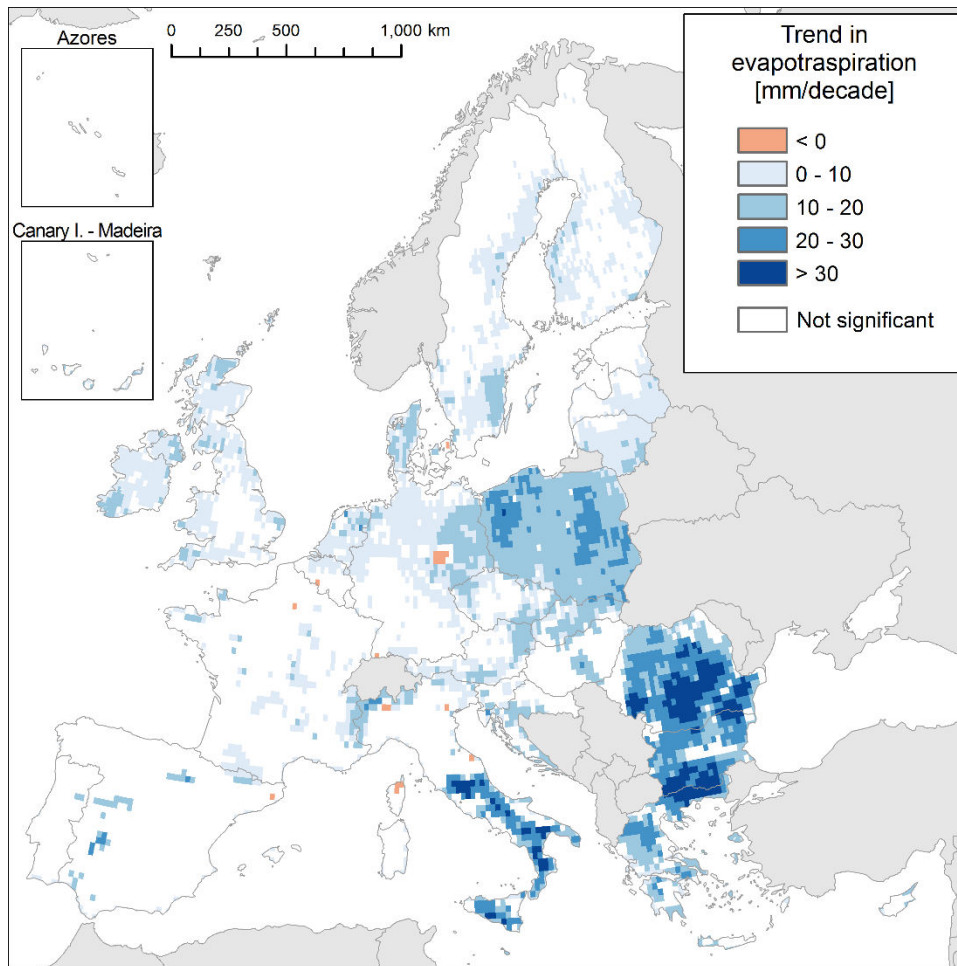 Azores
0 250 500 1,000 km
Canary I. - Madeira
Trend in
evapotraspiration
[mm/decade]
< 0
0 - 10
10 - 20
20 - 30
> 30
Not significant